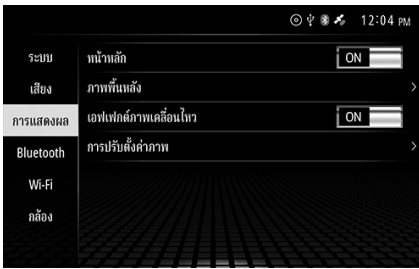 12:04 PM
ระบบ
เสียง
การแสดงผล
Bluetooth
Wi-Fi
กล้อง
หน้าหลัก ON
ภาพพื้นหลัง
เอฟเฟกต์ภาพเคลื่อนไหว ON
การปรับตั้งค่าภาพ